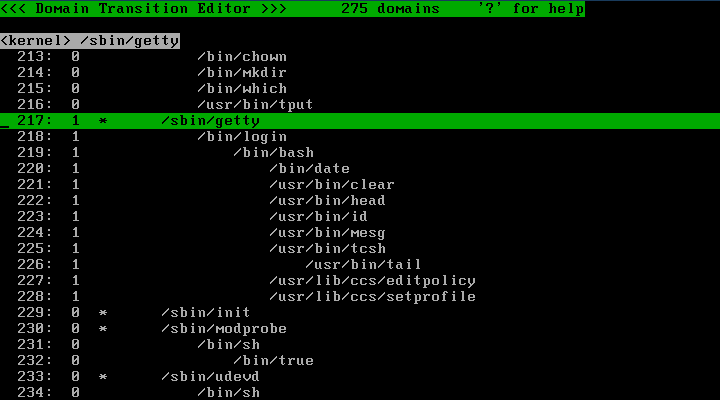 <<< Domain Transition Editor >>>      275 domains    '?' for help
<kernel> /sbin/getty
  213:  0             /bin/chown
  214:  0             /bin/mkdir
  215:  0             /bin/which
  216:  0             /usr/bin/tput
_ 217:  1  *      /sbin/getty
  218:  1             /bin/login
  219:  1                 /bin/bash
  220:  1                     /bin/date
  221:  1                     /usr/bin/clear
  222:  1                     /usr/bin/head
  223:  1                     /usr/bin/id
  224:  1                     /usr/bin/mesg
  225:  1                     /usr/bin/tcsh
  226:  1                         /usr/bin/tail
  227:  1                     /usr/lib/ccs/editpolicy
  228:  1                     /usr/lib/ccs/setprofile
  229:  0  *      /sbin/init
  230:  0  *      /sbin/modprobe
  231:  0             /bin/sh
  232:  0                 /bin/true
  233:  0  *      /sbin/udevd
  234:  0             /bin/sh